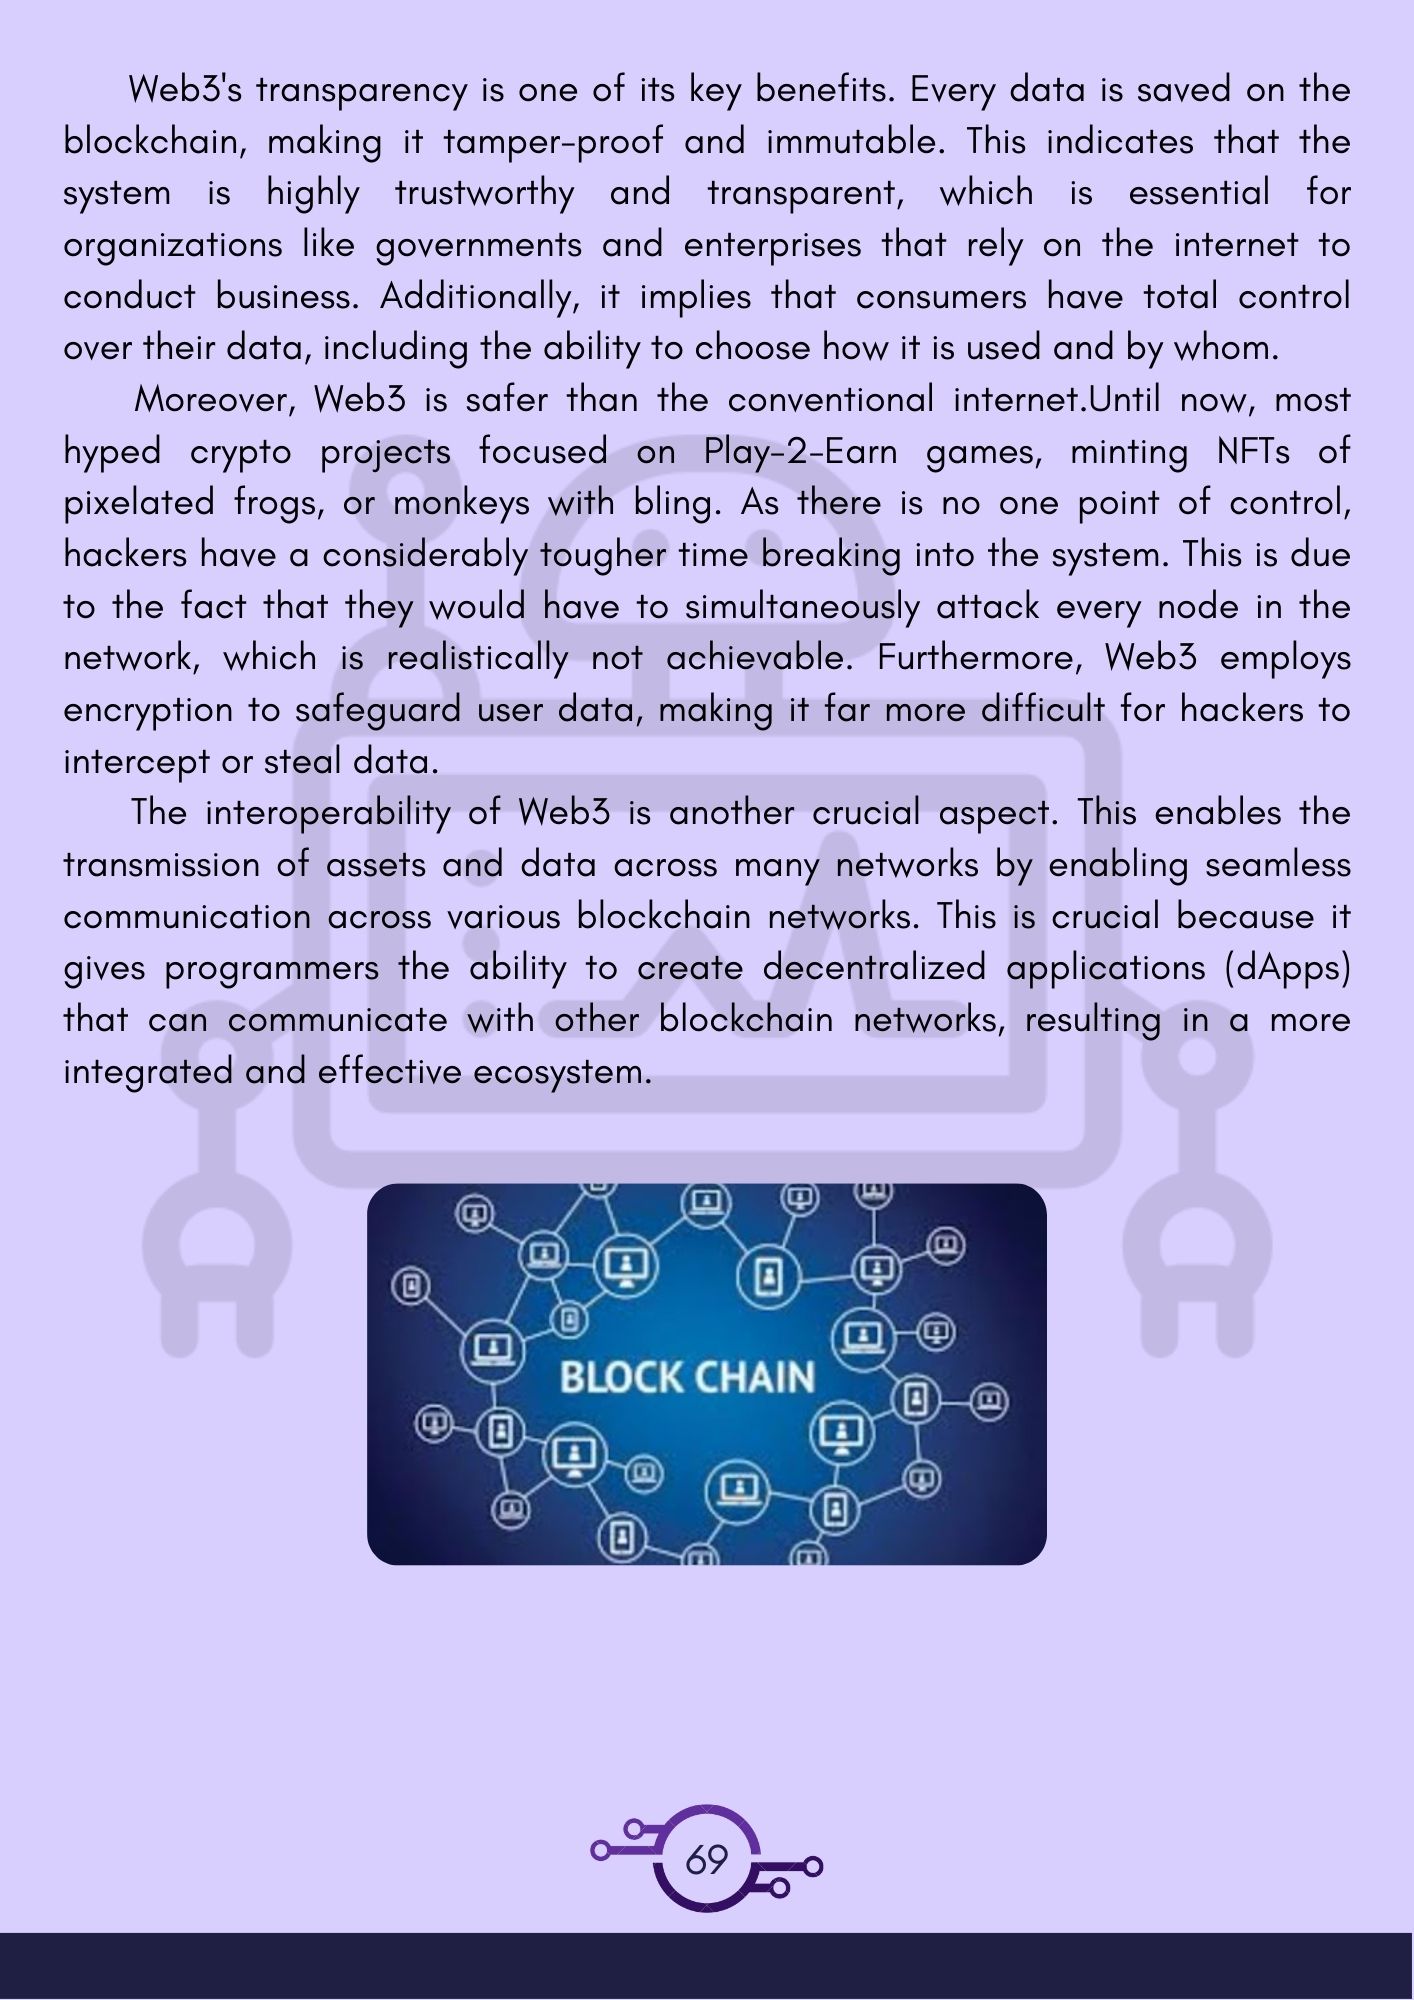 Web3's transparency is one of its key benefits. Every data is saved on the
blockchain, making it tamper-proof and immutable. This indicates that the
system is highly trustworthy and transparent, which is essential for
organizations like governments and enterprises that rely on the internet to
conduct business. Additionally, it implies that consumers have total control
over their data, including the ability to choose how it is used and by whom.
Moreover, Web3 is safer than the conventional internet.Until now, most
hyped crypto projects focused on Play-2-Earn games, minting NFTs of
pixelated frogs, or monkeys with bling. As there is no one point of control,
hackers have a considerably tougher time breaking into the system. This is due
to the fact that they would have to simultaneously attack every node in the
network, which is realistically not achievable. Furthermore, Web3 employs
encryption to safeguard user data, making it far more difficult for hackers to
intercept or steal data.
The interoperability of Web3 is another crucial aspect. This enables the
transmission of assets and data across many networks by enabling seamless
communication across various blockchain networks. This is crucial because it
gives programmers the ability to create decentralized applications (dApps)
that can communicate with other blockchain networks, resulting in a more
integrated and effective ecosystem.
BLOCK CHAIN
69